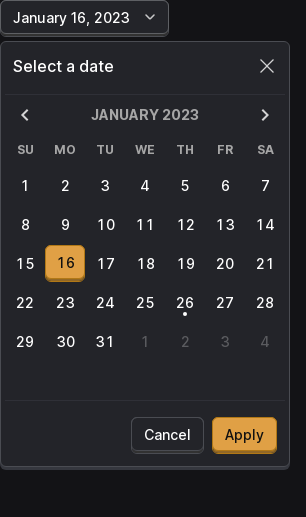 January 16, 2023
Select a date
JANUARY 2023
SU MO TU WE TH FR SA
1 2 3 4 5 6 7
8 9 10 11 12 13 14
15 16 17 18 19 20 21
22 23 24 25 26 27 28
29 30 31 1 2 3 4
Cancel Apply